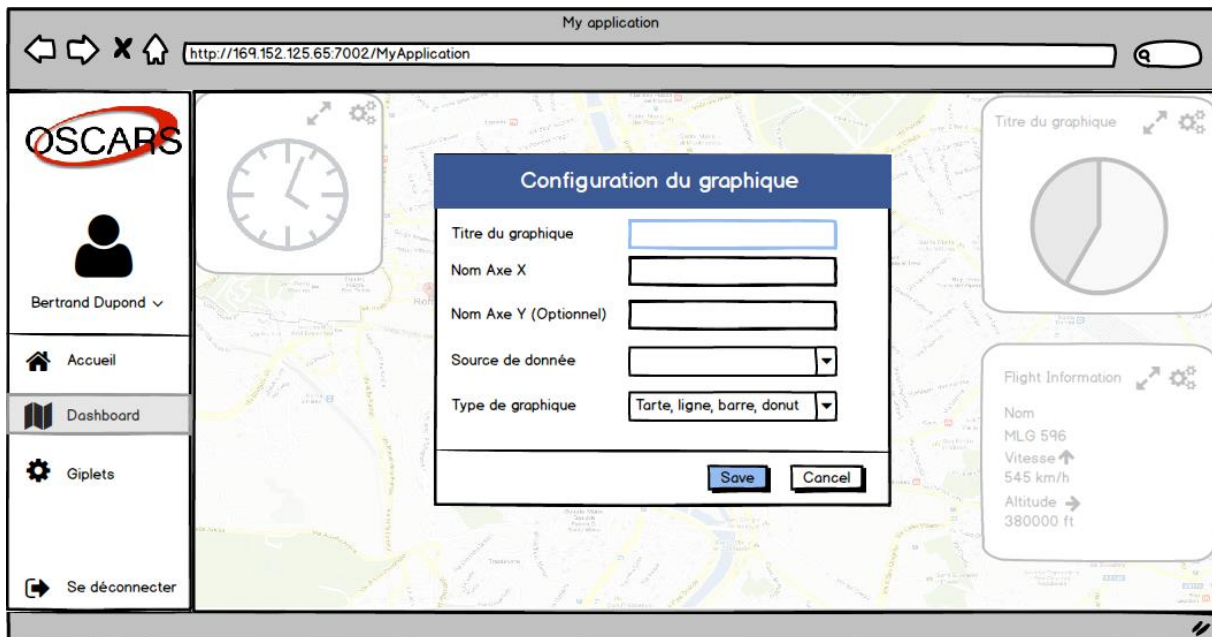 My application
http://169.152.125.65:7002/MyApplication
OSCARS
Bertrand Dupond
Accueil
Dashboard
Giplets
Se déconnecter
Configuration du graphique
Titre du graphique
Nom Axe X
Nom Axe Y (Optionnel)
Source de donnée
Type de graphique
Tarte, ligne, barre, donut
Save
Cancel
Titre du graphique
Flight Information
Nom
MLG 596
Vitesse
545 km/h
Altitude
380000 ft